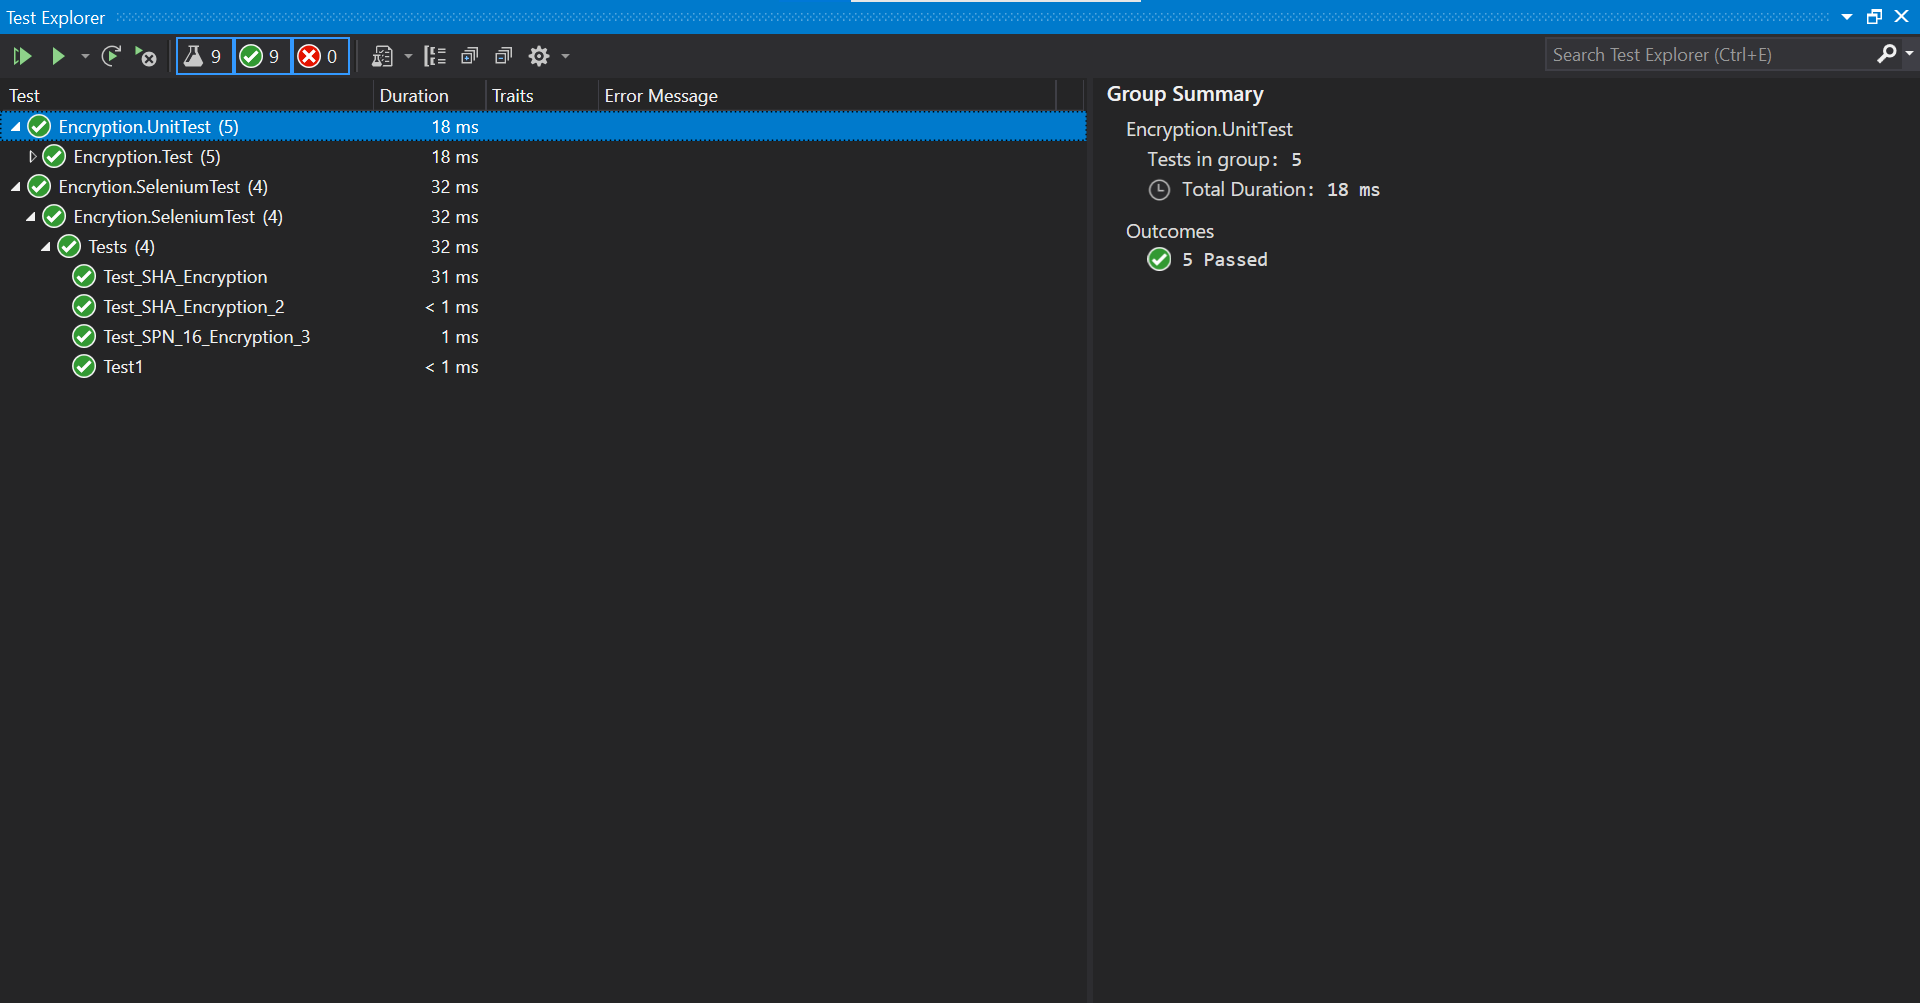 Test Explorer
9 9 0
Search Test Explorer (Ctrl+E)
Test Duration Traits Error Message
Encryption.UnitTest (5) 18 ms
Encryption.Test (5) 18 ms
Encrytion.SeleniumTest (4) 32 ms
Encrytion.SeleniumTest (4) 32 ms
Tests (4) 32 ms
Test_SHA_Encryption 31 ms
Test_SHA_Encryption_2 < 1 ms
Test_SPN_16_Encryption_3 1 ms
Test1 < 1 ms
Group Summary
Encryption.UnitTest
Tests in group: 5
Total Duration: 18 ms
Outcomes
5 Passed